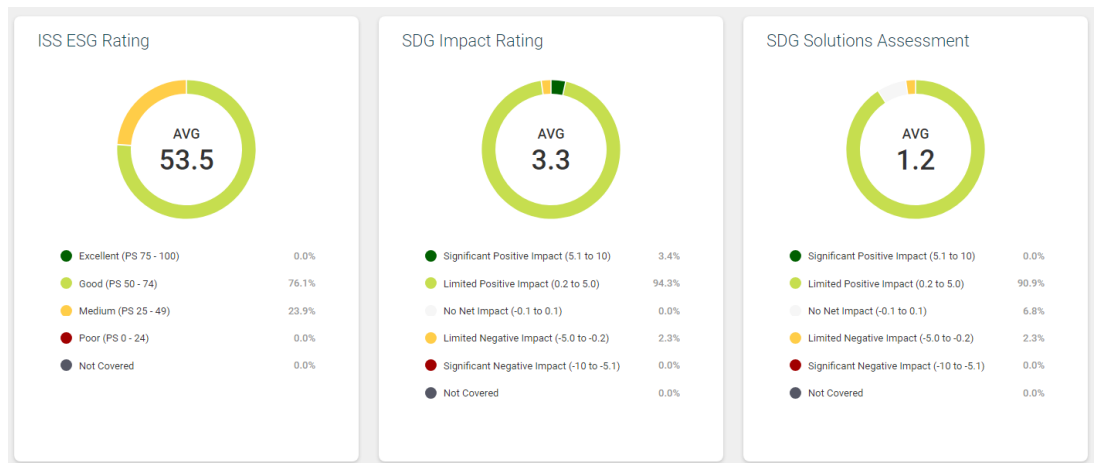 ISS ESG Rating
AVG
53.5
Excellent (PS 75 - 100) 0.0%
Good (PS 50 - 74) 76.1%
Medium (PS 25 - 49) 23.9%
Poor (PS 0 - 24) 0.0%
Not Covered 0.0%
SDG Impact Rating
AVG
3.3
Significant Positive Impact (5.1 to 10) 3.4%
Limited Positive Impact (0.2 to 5.0) 94.3%
No Net Impact (-0.1 to 0.1) 0.0%
Limited Negative Impact (-5.0 to -0.2) 2.3%
Significant Negative Impact (-10 to -5.1) 0.0%
Not Covered 0.0%
SDG Solutions Assessment
AVG
1.2
Significant Positive Impact (5.1 to 10) 0.0%
Limited Positive Impact (0.2 to 5.0) 90.9%
No Net Impact (-0.1 to 0.1) 6.8%
Limited Negative Impact (-5.0 to -0.2) 2.3%
Significant Negative Impact (-10 to -5.1) 0.0%
Not Covered 0.0%